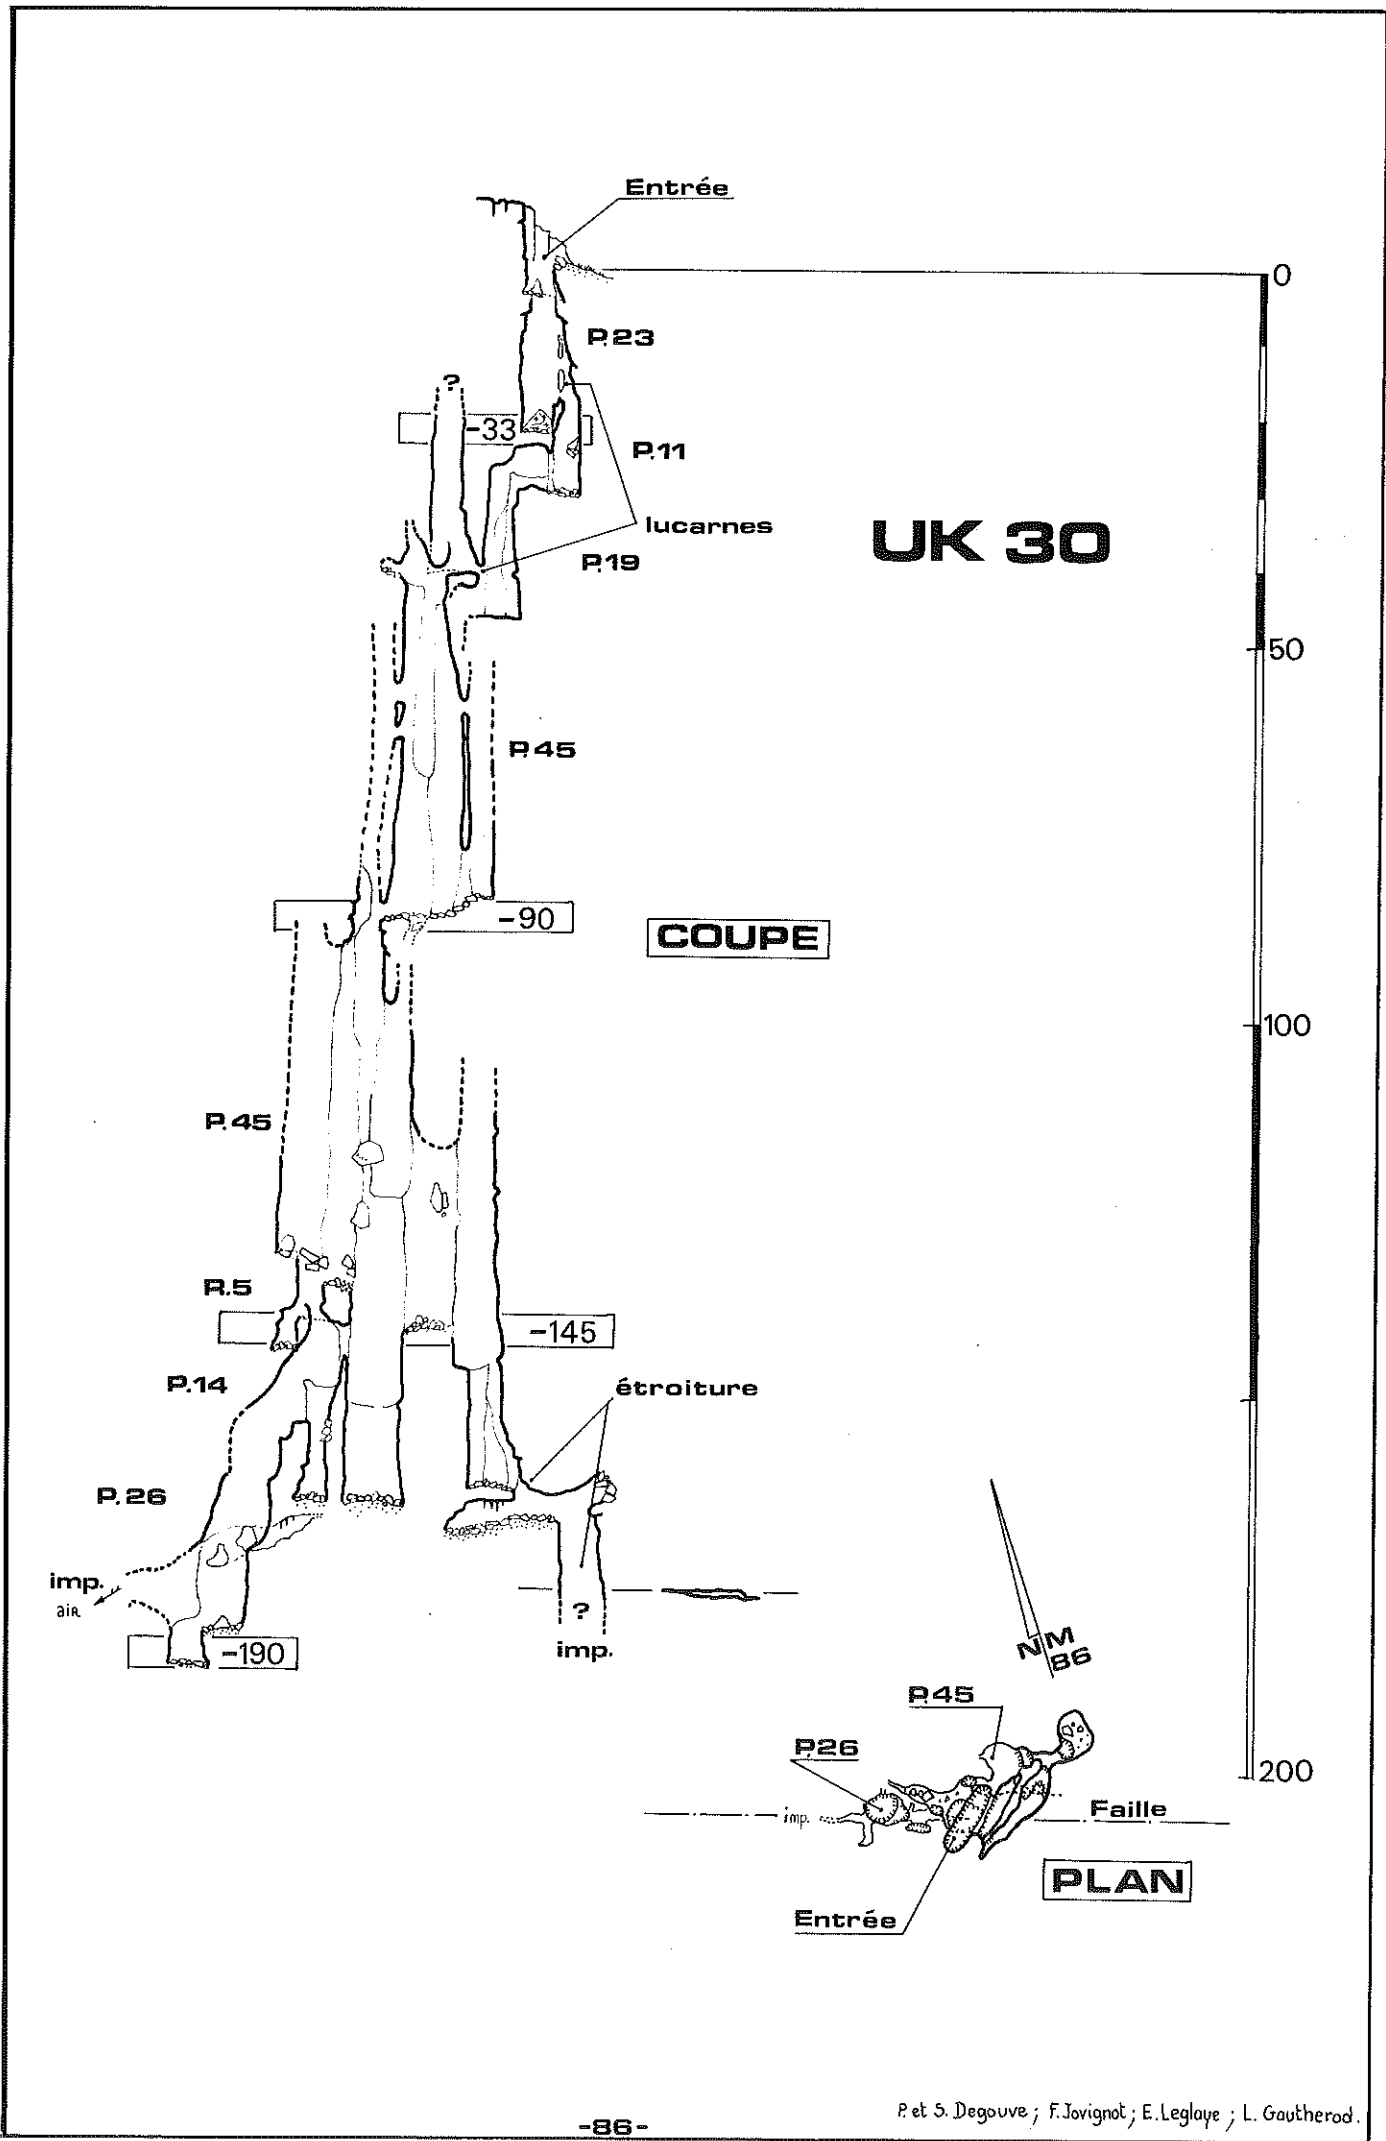 Entrée
0
P.23
?
-33
P.11
lucarnes
UK 30
P.19
50
P.45
-90
COUPE
100
P.45
R.5
-145
P.14
étroiture
P.26
imp.
air
?
imp.
-190
N M
86
P.45
P.26
200
imp.
Faille
PLAN
Entrée
P. et S. Degouve ; F. Jovignot ; E. Leglaye ; L. Gautherod.
-86-